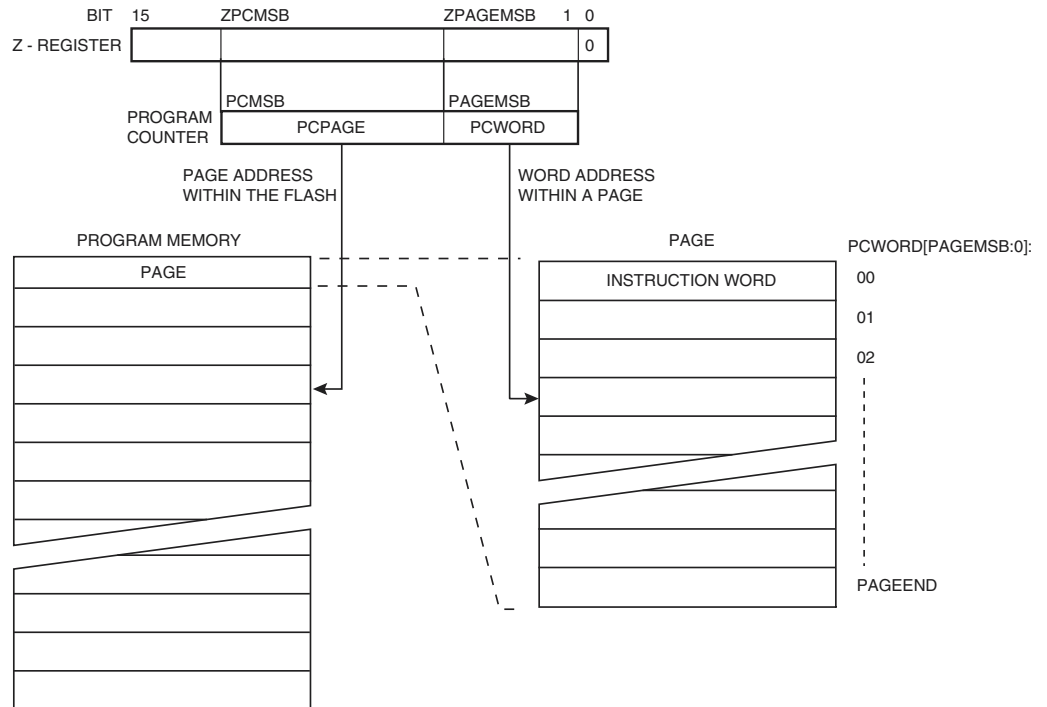 BIT 15 ZPCMSB ZPAGEMSB 1 0
Z - REGISTER 0
PCMSB PAGEMSB
PROGRAM
COUNTER
PCPAGE PCWORD
PAGE ADDRESS
WITHIN THE FLASH
WORD ADDRESS
WITHIN A PAGE
PROGRAM MEMORY
PAGE
PAGE
PCWORD[PAGEMSB:0]:
INSTRUCTION WORD
00
01
02
PAGEEND